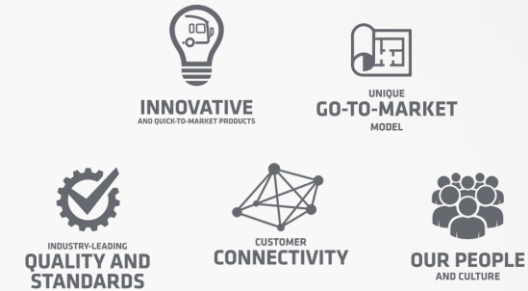 INNOVATIVE
AND QUICK-TO-MARKET PRODUCTS
UNIQUE
GO-TO-MARKET
MODEL
INDUSTRY-LEADING
QUALITY AND
STANDARDS
CUSTOMER
CONNECTIVITY
OUR PEOPLE
AND CULTURE